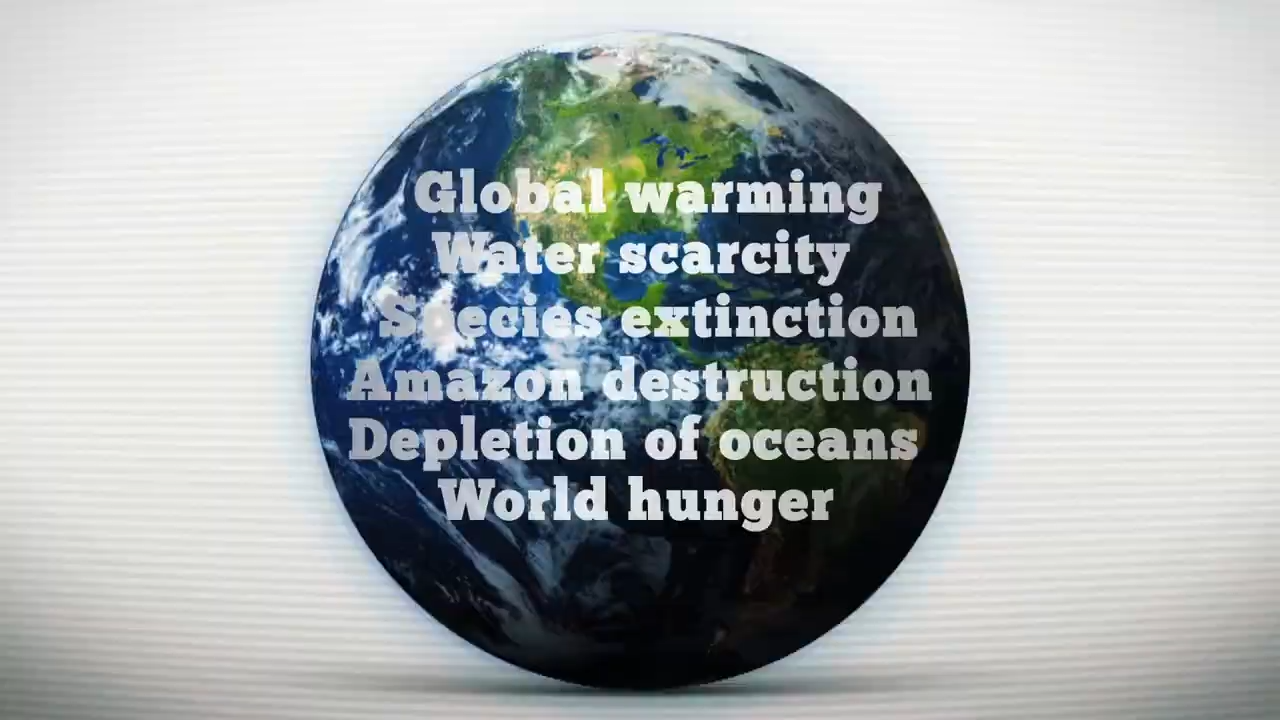 Global warming
Water scarcity
Species extinction
Amazon destruction
Depletion of oceans
World hunger